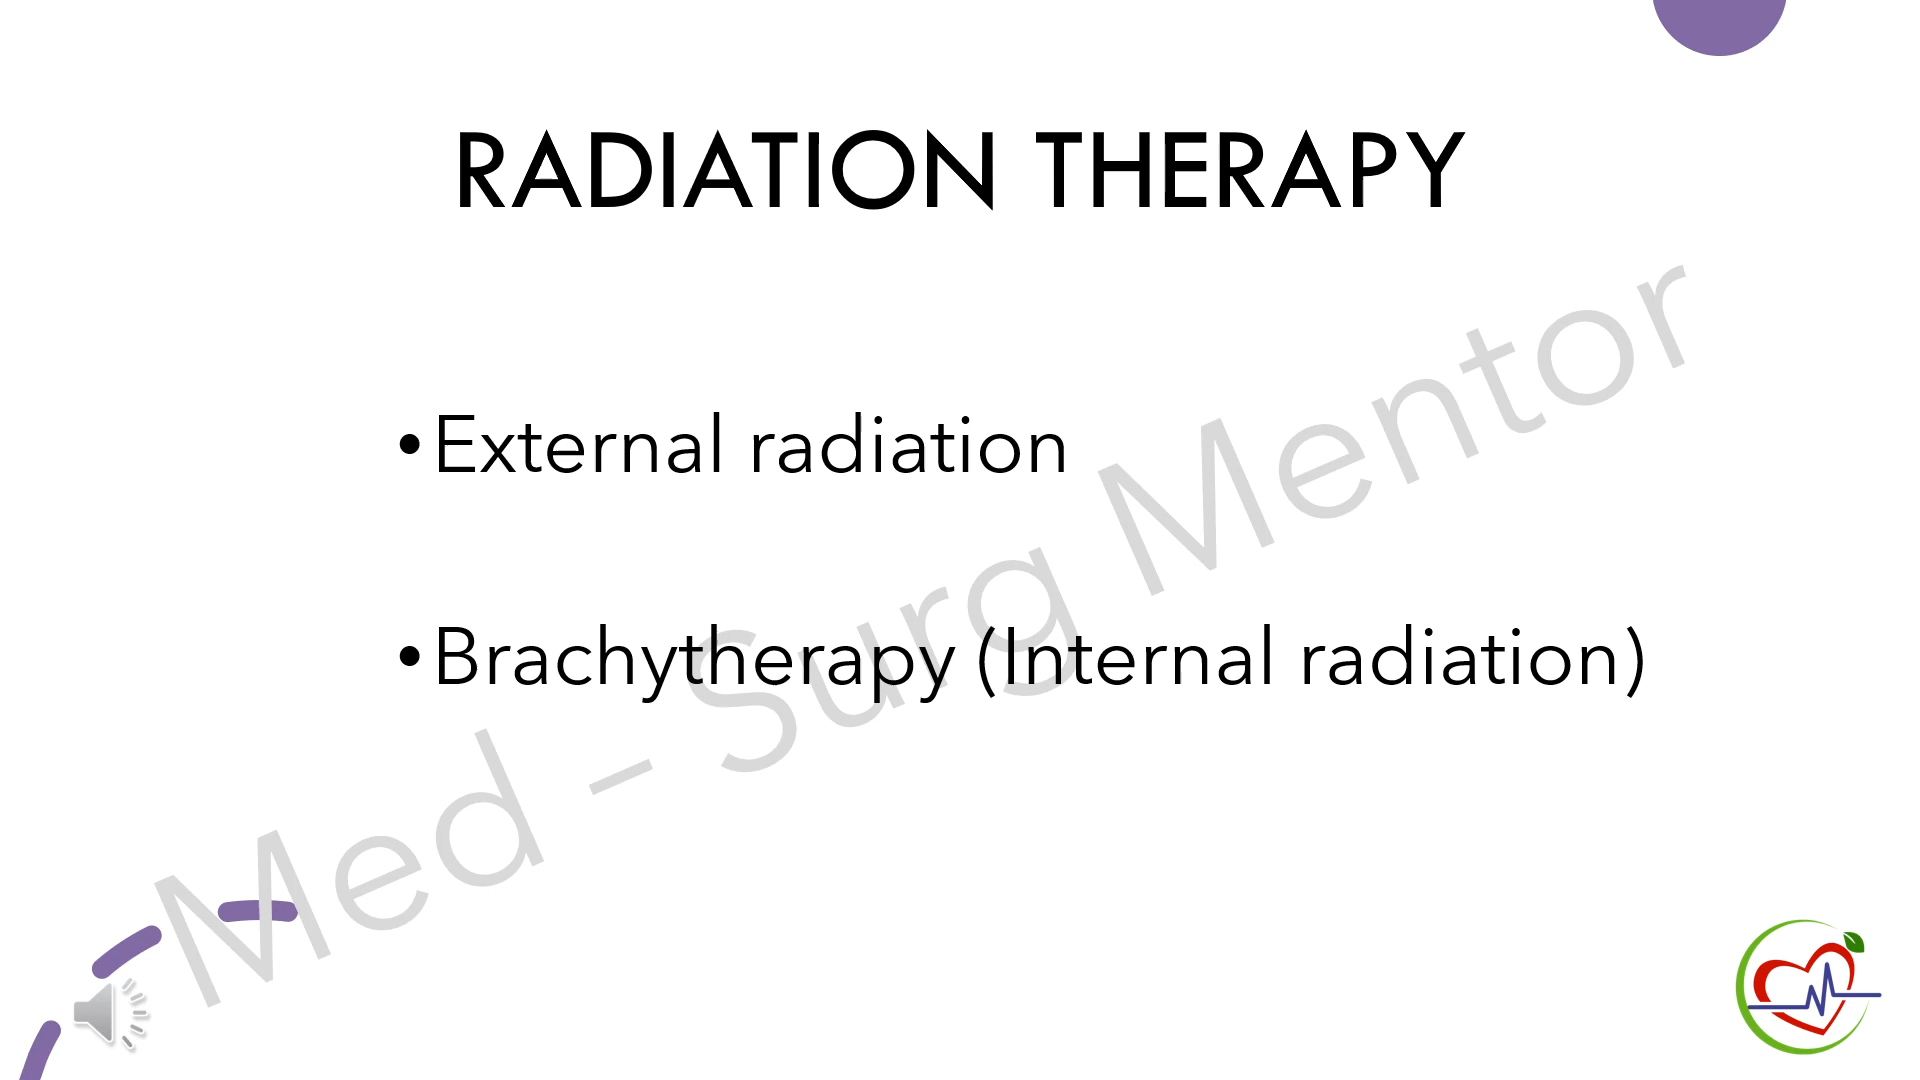 RADIATION THERAPY
•External radiation
•Brachytherapy (Internal radiation)
Med - Surg Mentor